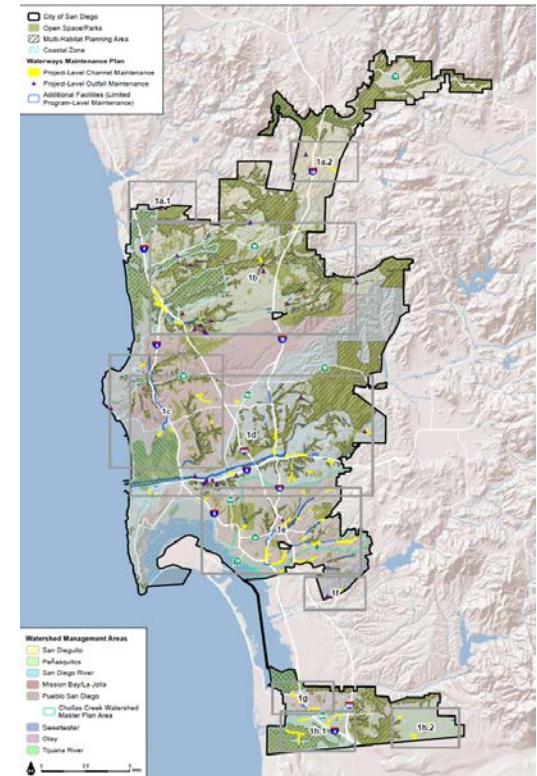 City of San Diego
Open Space/Parks
Multi-Habitat Planning Area
Coastal Zone
Waterways Maintenance Plan
Project-Level Channel Maintenance
Project-Level Outfall Maintenance
Additional Facilities (Limited
Program-Level Maintenance)
1a.2
1a.1
1b
1c
1d
1e
1f
1g
1h.1
1h.2
Watershed Management Areas
San Dieguito
Peñasquitos
San Diego River
Mission Bay/La Jolla
Pueblo San Diego
Chollas Creek Watershed
Master Plan Area
Sweetwater
Otay
Tijuana River